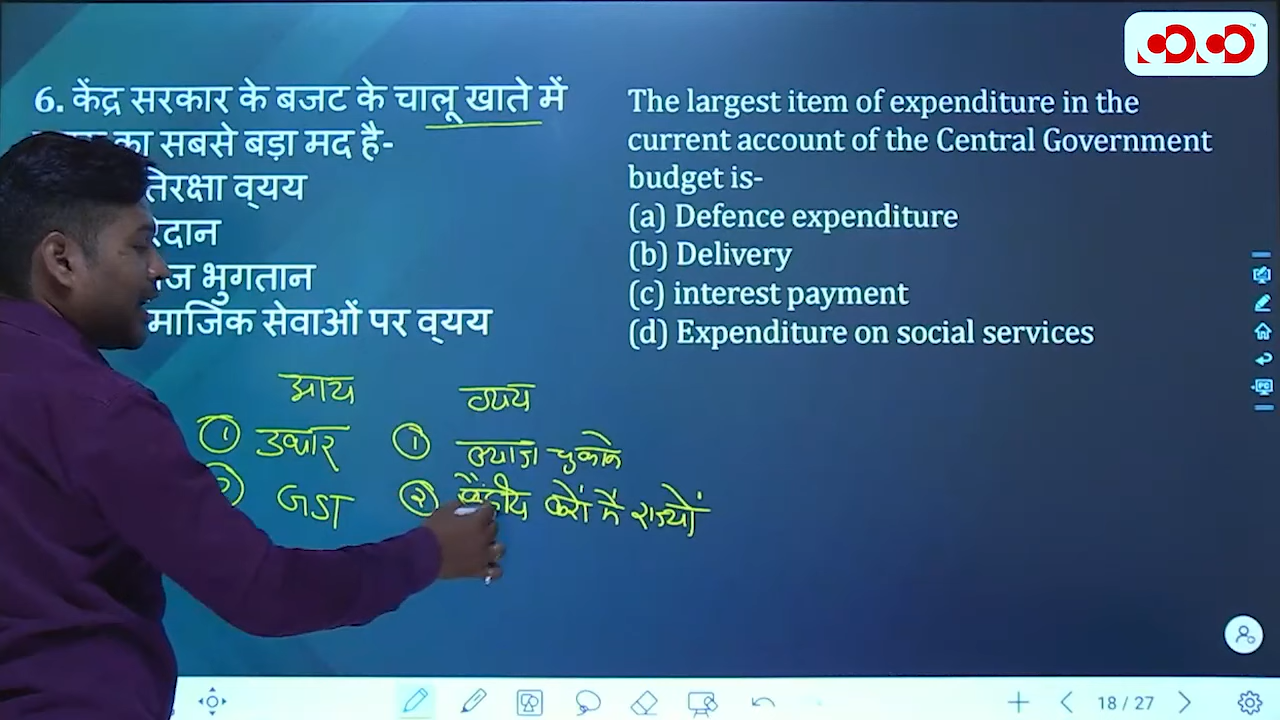 6. केंद्र सरकार के बजट के चालू खाते में
का सबसे बड़ा मद है-
तिरक्षा व्यय
दान
ज भुगतान
माजिक सेवाओं पर व्यय
The largest item of expenditure in the
current account of the Central Government
budget is-
(a) Defence expenditure
(b) Delivery
(c) interest payment
(d) Expenditure on social services
आय व्यय
① उधार ① ब्याज चुकाने
② GST ② केंद्रीय करों में राज्यों
18 / 27